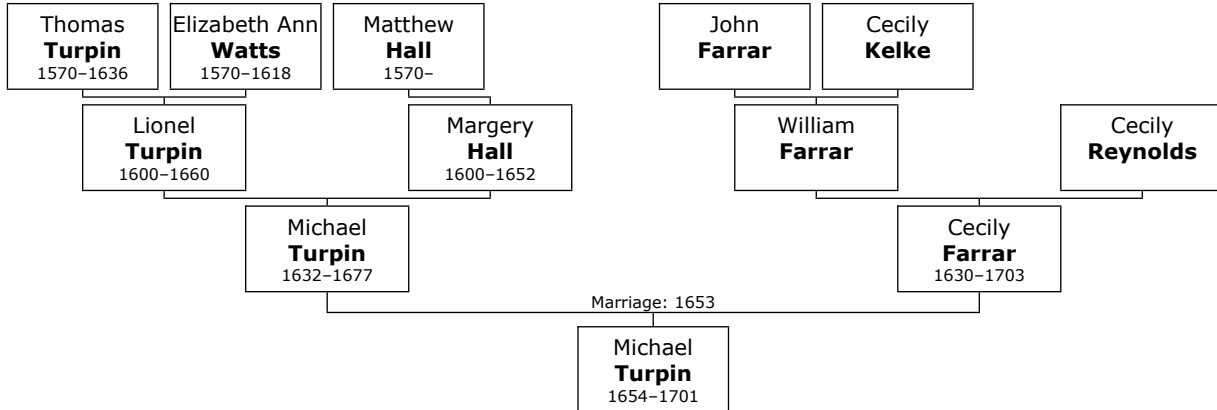 Thomas
Turpin
1570–1636
Elizabeth Ann
Watts
1570–1618
Matthew
Hall
1570–
John
Farrar
Cecily
Kelke
Lionel
Turpin
1600–1660
Margery
Hall
1600–1652
William
Farrar
Cecily
Reynolds
Michael
Turpin
1632–1677
Cecily
Farrar
1630–1703
Marriage: 1653
Michael
Turpin
1654–1701